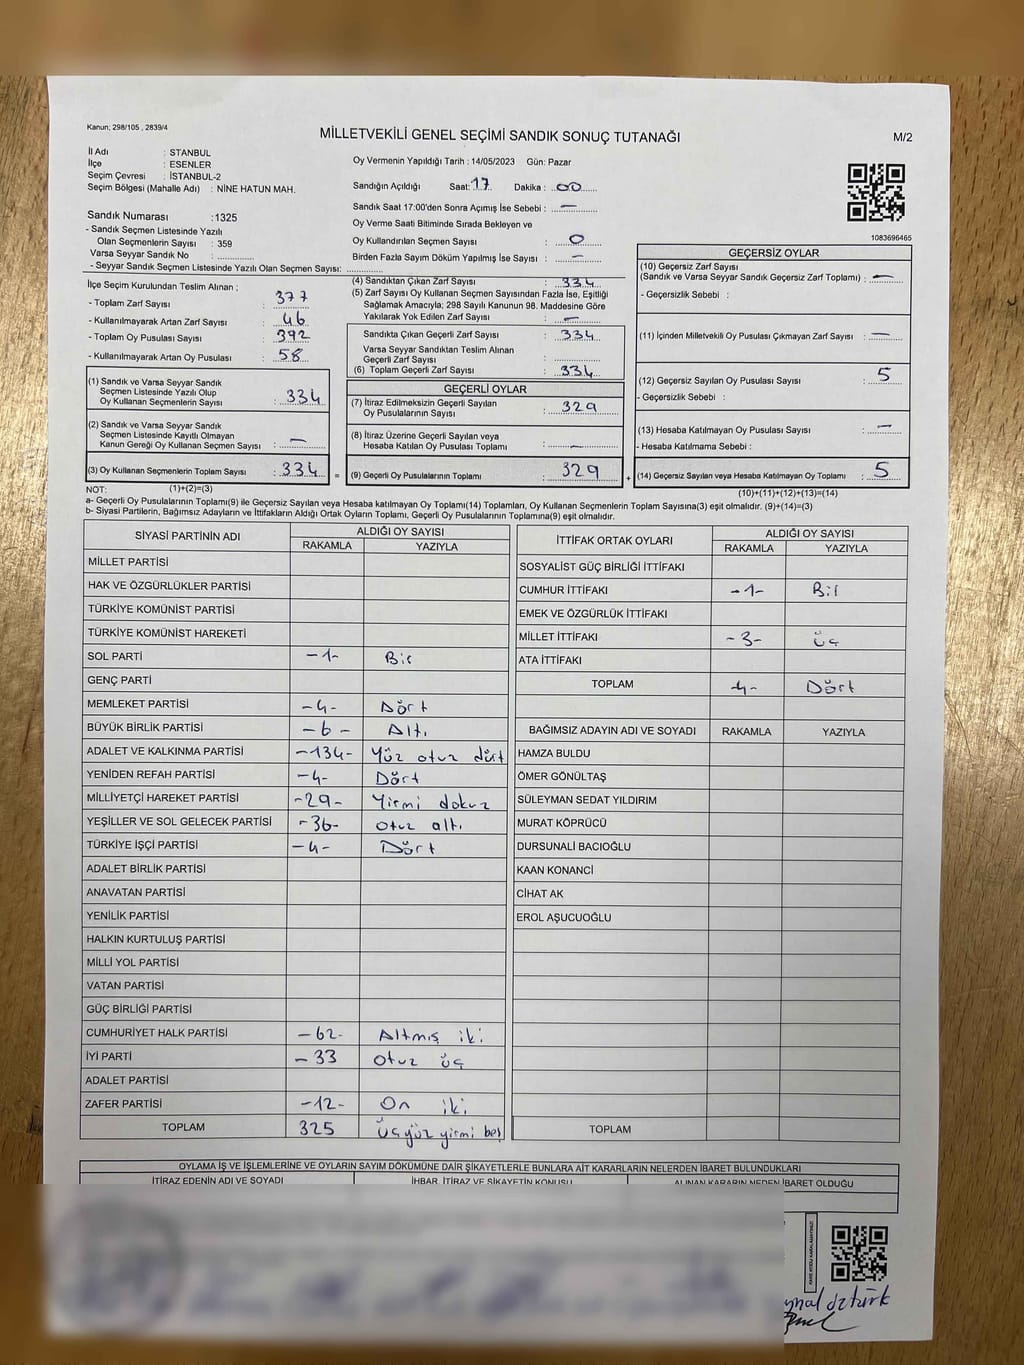 Kanun; 298/105 , 2839/4
MİLLETVEKİLİ GENEL SEÇİMİ SANDIK SONUÇ TUTANAĞI
M/2
İl Adı : STANBUL
İlçe : ESENLER
Seçim Çevresi : İSTANBUL-2
Seçim Bölgesi (Mahalle Adı) : NİNE HATUN MAH.
Sandık Numarası :1325
- Sandık Seçmen Listesinde Yazılı
Olan Seçmenlerin Sayısı : 359
Varsa Seyyar Sandık No :
- Seyyar Sandık Seçmen Listesinde Yazılı Olan Seçmen Sayısı:
Oy Vermenin Yapıldığı Tarih : 14/05/2023 Gün: Pazar
Sandığın Açıldığı Saat: 17 Dakika : 00
Sandık Saat 17:00'den Sonra Açımış İse Sebebi : —
Oy Verme Saati Bitiminde Sırada Bekleyen ve
Oy Kullandırılan Seçmen Sayısı : 0
Birden Fazla Sayım Döküm Yapılmış İse Sayısı : —
1083696465
İlçe Seçim Kurulundan Teslim Alınan ;
- Toplam Zarf Sayısı : 377
- Kullanılmayarak Artan Zarf Sayısı : 46
- Toplam Oy Pusulası Sayısı : 392
- Kullanılmayarak Artan Oy Pusulası : 58
(1) Sandık ve Varsa Seyyar Sandık
Seçmen Listesinde Yazılı Olup
Oy Kullanan Seçmenlerin Sayısı : 334
(2) Sandık ve Varsa Seyyar Sandık
Seçmen Listesinde Kayıtlı Olmayan
Kanun Gereği Oy Kullanan Seçmen Sayısı : —
(3) Oy Kullanan Seçmenlerin Toplam Sayısı : 334
(1)+(2)=(3)
(4) Sandıktan Çıkan Zarf Sayısı : 334
(5) Zarf Sayısı Oy Kullanan Seçmen Sayısından Fazla İse, Eşitliği
Sağlamak Amacıyla; 298 Sayılı Kanunun 98. Maddesine Göre
Yakılarak Yok Edilen Zarf Sayısı : —
Sandıkta Çıkan Geçerli Zarf Sayısı : 334
Varsa Seyyar Sandıktan Teslim Alınan
Geçerli Zarf Sayısı :
(6) Toplam Geçerli Zarf Sayısı : 334
GEÇERLİ OYLAR
(7) İtiraz Edilmeksizin Geçerli Sayılan
Oy Pusulalarının Sayısı : 329
(8) İtiraz Üzerine Geçerli Sayılan veya
Hesaba Katılan Oy Pusulası Toplamı : —
= (9) Geçerli Oy Pusulalarının Toplamı : 329
GEÇERSİZ OYLAR
(10) Geçersiz Zarf Sayısı
(Sandık ve Varsa Seyyar Sandık Geçersiz Zarf Toplamı) : —
- Geçersizlik Sebebi :
(11) İçinden Milletvekili Oy Pusulası Çıkmayan Zarf Sayısı : —
(12) Geçersiz Sayılan Oy Pusulası Sayısı : 5
- Geçersizlik Sebebi :
(13) Hesaba Katılmayan Oy Pusulası Sayısı : —
- Hesaba Katılmama Sebebi :
+ (14) Geçersiz Sayılan veya Hesaba Katılmayan Oy Toplamı : 5
(10)+(11)+(12)+(13)=(14)
NOT:
a- Geçerli Oy Pusulalarının Toplamı(9) ile Geçersiz Sayılan veya Hesaba katılmayan Oy Toplamı(14) Toplamları, Oy Kullanan Seçmenlerin Toplam Sayısına(3) eşit olmalıdır. (9)+(14)=(3)
b- Siyasi Partilerin, Bağımsız Adayların ve İttifakların Aldığı Ortak Oyların Toplamı, Geçerli Oy Pusulalarının Toplamına(9) eşit olmalıdır.
SİYASİ PARTİNİN ADI ALDIĞI OY SAYISI
RAKAMLA YAZIYLA
MİLLET PARTİSİ
HAK VE ÖZGÜRLÜKLER PARTİSİ
TÜRKİYE KOMÜNİST PARTİSİ
TÜRKİYE KOMÜNİST HAREKETİ
SOL PARTİ -1- Bir
GENÇ PARTİ
MEMLEKET PARTİSİ -4- Dört
BÜYÜK BİRLİK PARTİSİ -6- Altı
ADALET VE KALKINMA PARTİSİ -134- Yüz otuz dört
YENİDEN REFAH PARTİSİ -4- Dört
MİLLİYETÇİ HAREKET PARTİSİ -29- Yirmi dokuz
YEŞİLLER VE SOL GELECEK PARTİSİ -36- otuz altı
TÜRKİYE İŞÇİ PARTİSİ -4- Dört
ADALET BİRLİK PARTİSİ
ANAVATAN PARTİSİ
YENİLİK PARTİSİ
HALKIN KURTULUŞ PARTİSİ
MİLLİ YOL PARTİSİ
VATAN PARTİSİ
GÜÇ BİRLİĞİ PARTİSİ
CUMHURİYET HALK PARTİSİ -62- Altmış iki
İYİ PARTİ -33 otuz üç
ADALET PARTİSİ
ZAFER PARTİSİ -12- On iki
TOPLAM 325 üçyüz yirmi beş
İTTİFAK ORTAK OYLARI ALDIĞI OY SAYISI
RAKAMLA YAZIYLA
SOSYALİST GÜÇ BİRLİĞİ İTTİFAKI
CUMHUR İTTİFAKI -1- Bir
EMEK VE ÖZGÜRLÜK İTTİFAKI
MİLLET İTTİFAKI -3- üç
ATA İTTİFAKI
TOPLAM -4- Dört
BAĞIMSIZ ADAYIN ADI VE SOYADI RAKAMLA YAZIYLA
HAMZA BULDU
ÖMER GÖNÜLTAŞ
SÜLEYMAN SEDAT YILDIRIM
MURAT KÖPRÜCÜ
DURSUNALİ BACIOĞLU
KAAN KONANCİ
CİHAT AK
EROL AŞUCUOĞLU
TOPLAM
OYLAMA İŞ VE İŞLEMLERİNE VE OYLARIN SAYIM DÖKÜMÜNE DAİR ŞİKAYETLERLE BUNLARA AİT KARARLARIN NELERDEN İBARET BULUNDUKLARI
İTİRAZ EDENİN ADI VE SOYADI İHBAR, İTİRAZ VE ŞİKAYETİN KONUSU ALINAN KARARIN NEDEN İBARET OLDUĞU
öztürk